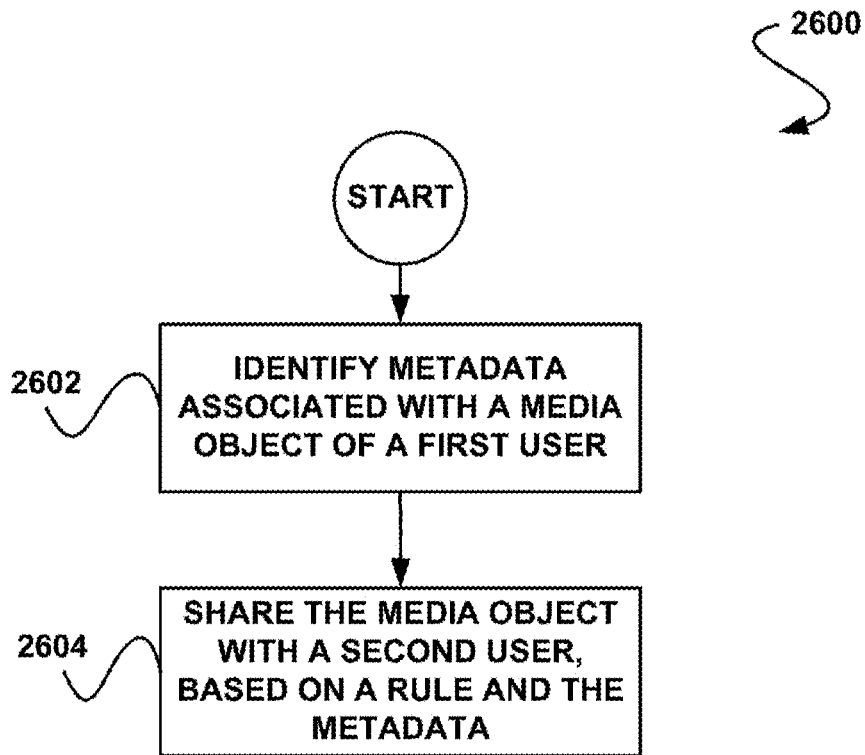 2600
START
2602
IDENTIFY METADATA
ASSOCIATED WITH A MEDIA
OBJECT OF A FIRST USER
2604
SHARE THE MEDIA OBJECT
WITH A SECOND USER,
BASED ON A RULE AND THE
METADATA